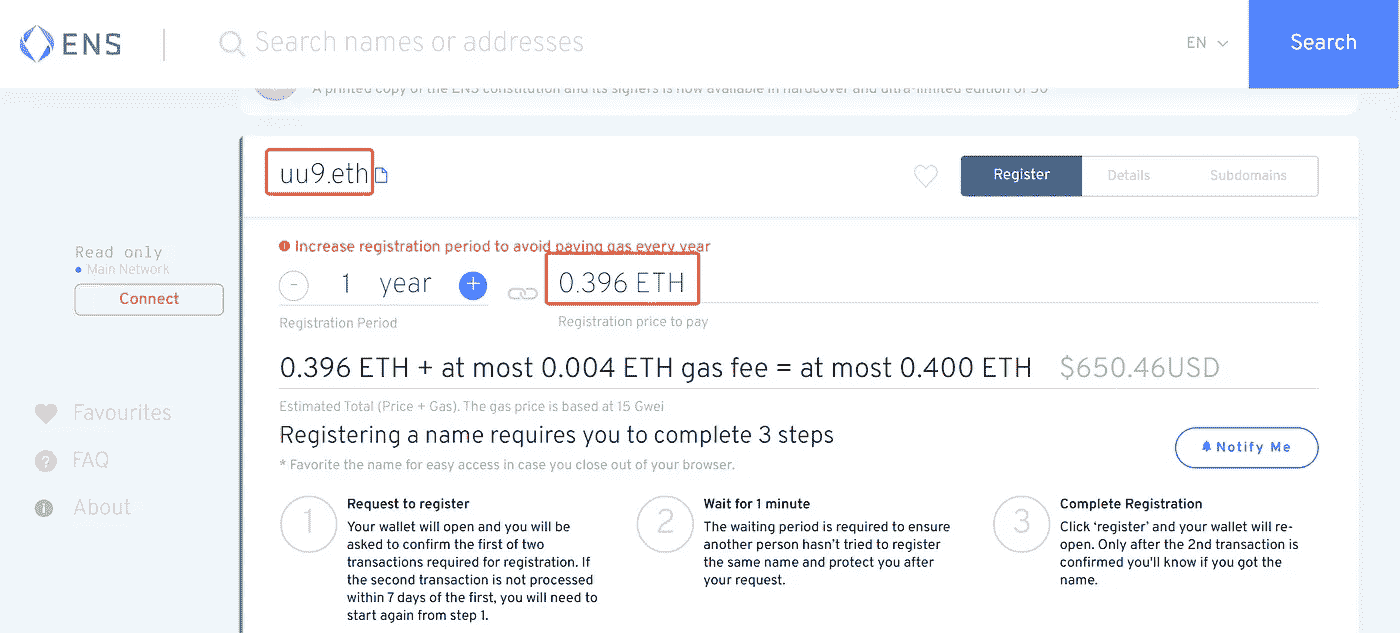 ENS
Search names or addresses
EN
Search
A printed copy of the ENS constitution and its signers is now available in hardcover and ultra-limited edition of 50
uu9.eth
Register
Details
Subdomains
Read only
Main Network
Connect
Increase registration period to avoid paying gas every year
- 1 year +
0.396 ETH
Registration Period
Registration price to pay
0.396 ETH + at most 0.004 ETH gas fee = at most 0.400 ETH
$650.46USD
Estimated Total (Price + Gas). The gas price is based at 15 Gwei
Favourites
FAQ
About
Registering a name requires you to complete 3 steps
* Favorite the name for easy access in case you close out of your browser.
Notify Me
1
Request to register
Your wallet will open and you will be
asked to confirm the first of two
transactions required for registration. If
the second transaction is not processed
within 7 days of the first, you will need to
start again from step 1.
2
Wait for 1 minute
The waiting period is required to ensure
another person hasn't tried to register
the same name and protect you after
your request.
3
Complete Registration
Click ‘register’ and your wallet will re-
open. Only after the 2nd transaction is
confirmed you'll know if you got the
name.